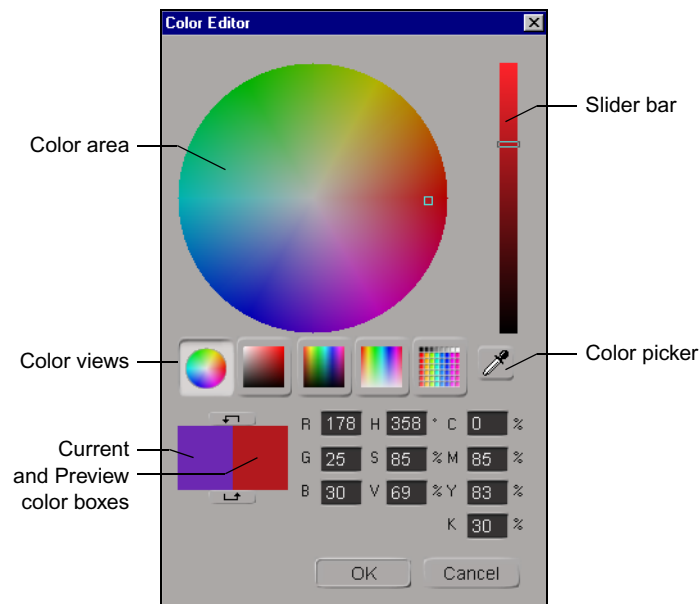 Color Editor
Slider bar
Color area
Color views
Color picker
R 178 H 358 ° C 0 %
Current
and Preview
color boxes
G 25 S 85 % M 85 %
B 30 V 69 % Y 83 %
K 30 %
OK Cancel